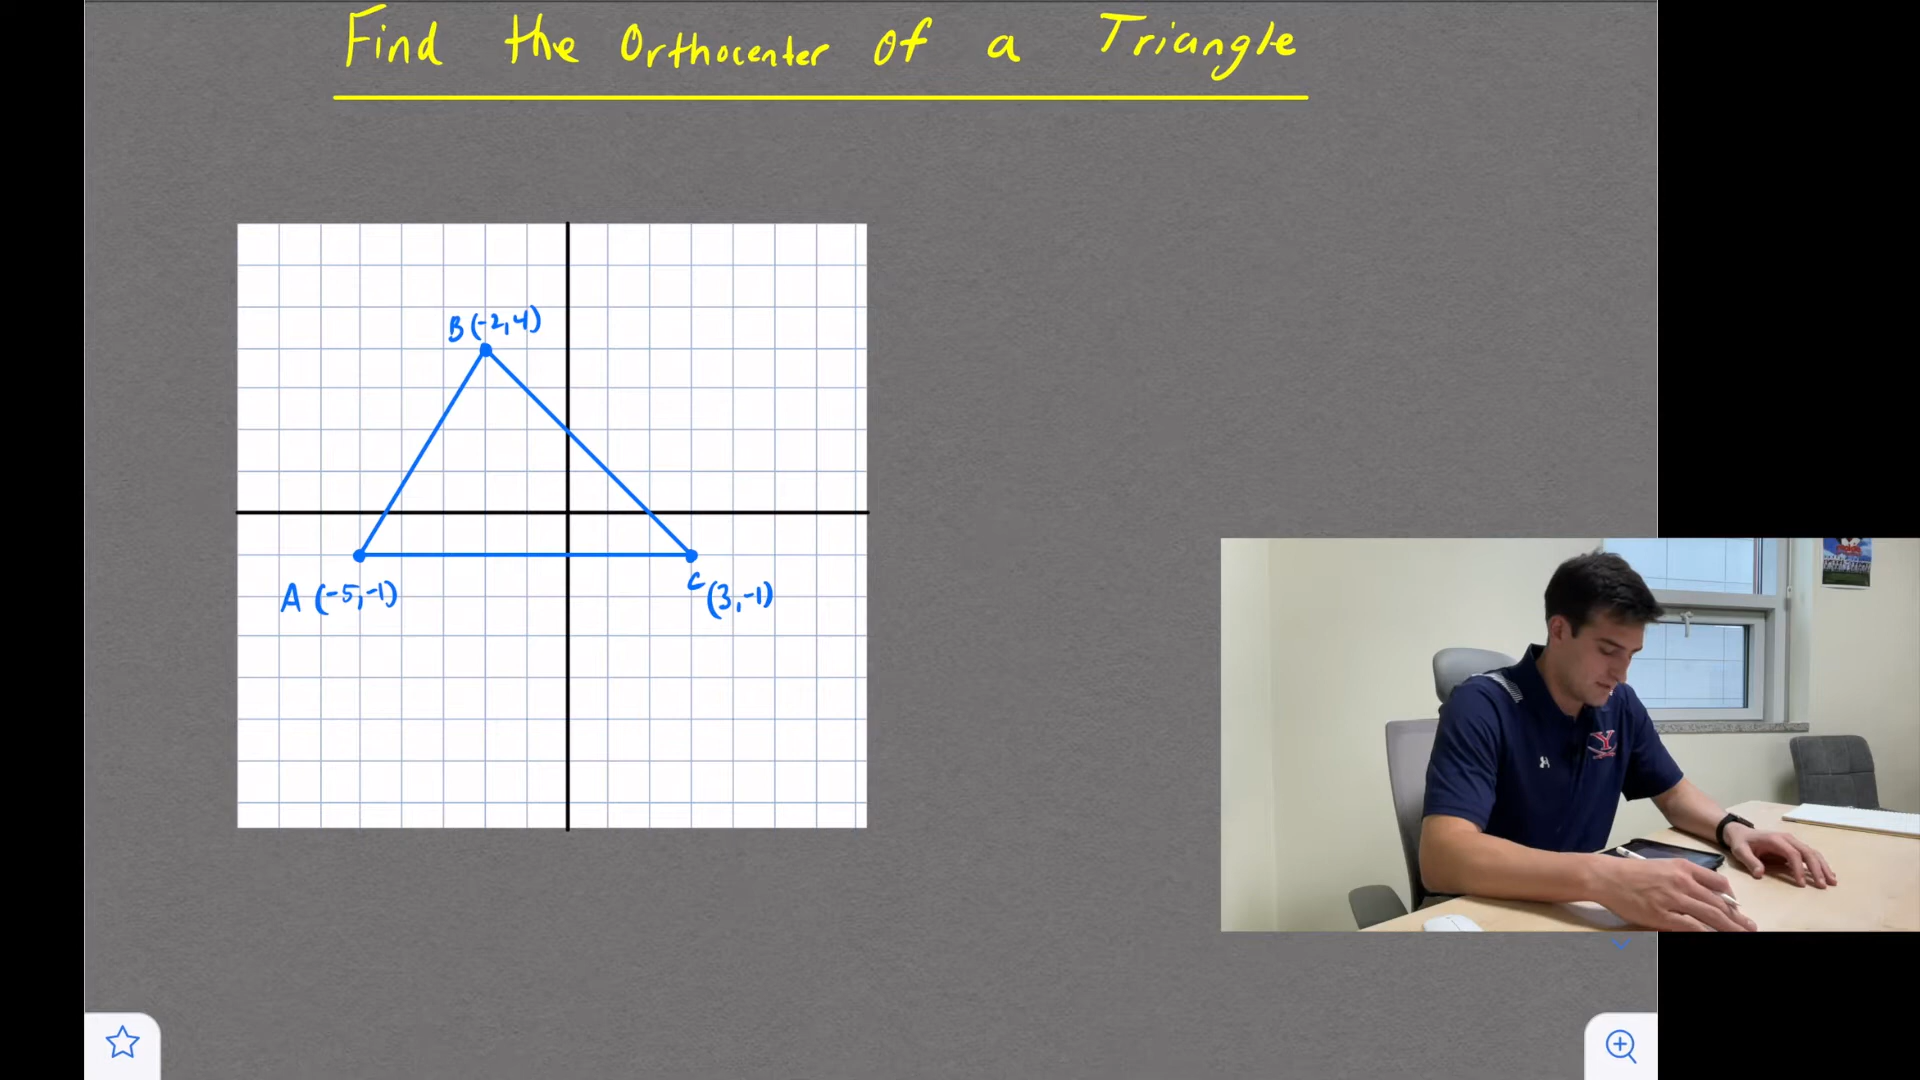 Find the Orthocenter of a Triangle
B (-2,4)
A (-5,-1)
C (3,-1)
Y